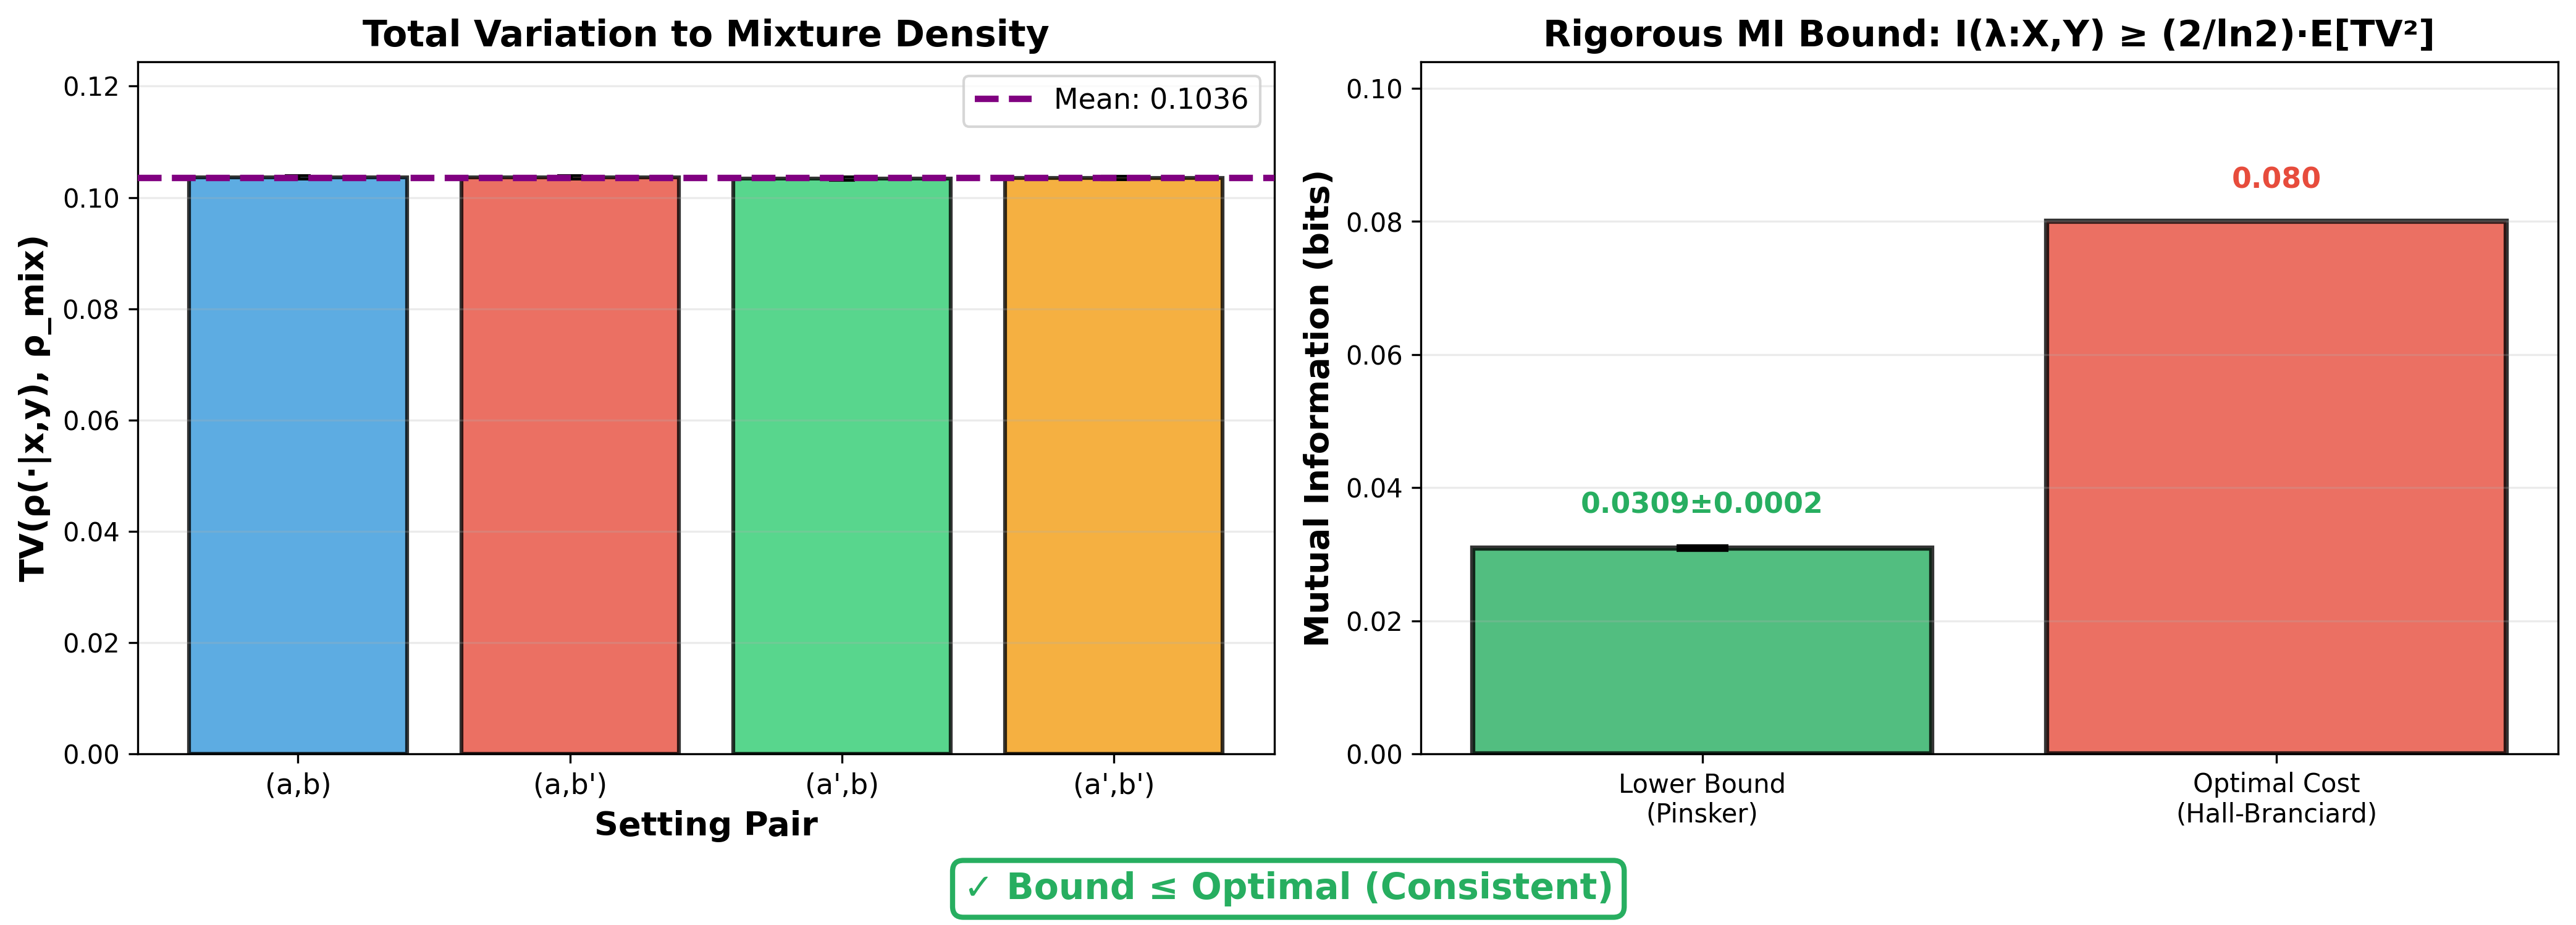 Total Variation to Mixture Density
TV(ρ(·|x,y), ρ_mix)
0.12
0.10
0.08
0.06
0.04
0.02
0.00
Mean: 0.1036
(a,b)
(a,b')
(a',b)
(a',b')
Setting Pair
Rigorous MI Bound: I(λ:X,Y) ≥ (2/ln2)·E[TV²]
Mutual Information (bits)
0.10
0.08
0.06
0.04
0.02
0.00
0.0309±0.0002
0.080
Lower Bound
(Pinsker)
Optimal Cost
(Hall-Branciard)
✓ Bound ≤ Optimal (Consistent)